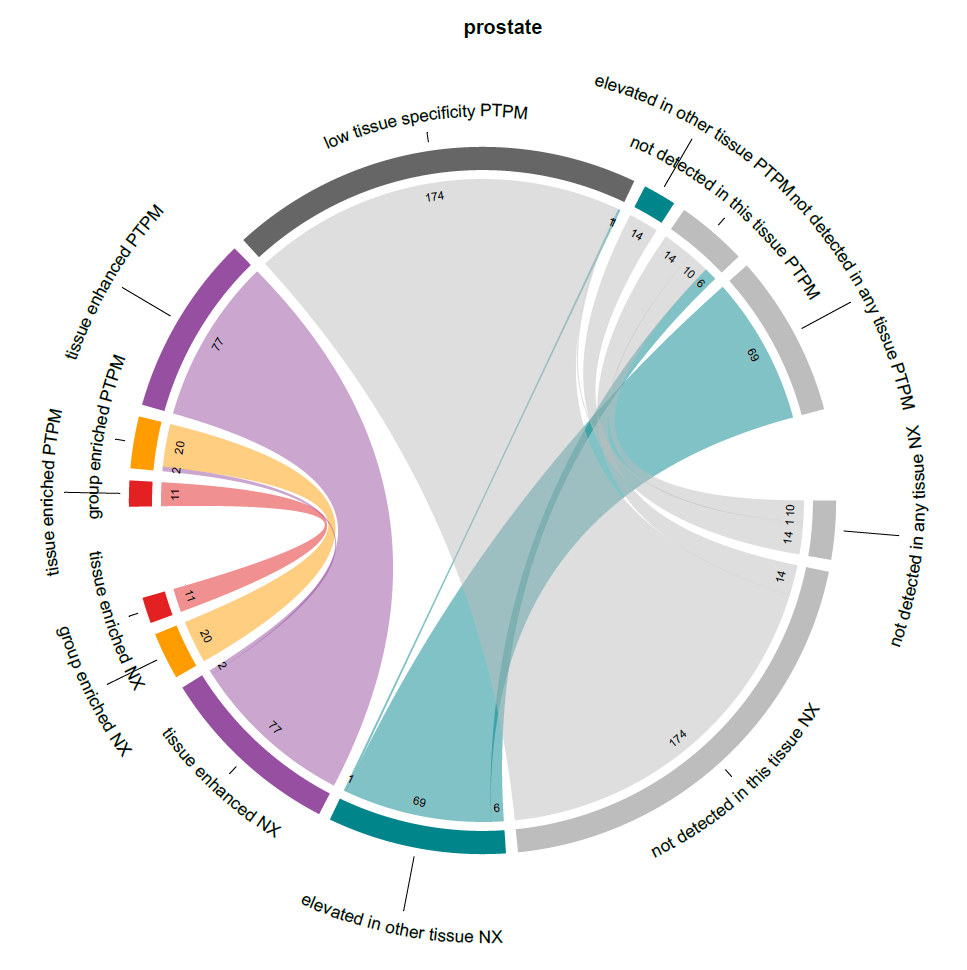 prostate
elevated in other tissue PTPM
low tissue specificity PTPM
not detected in this tissue PTPM
not detected in any tissue PTPM
174
1
14
14
10
6
tissue enhanced PTPM
77
69
group enriched PTPM
20
2
tissue enriched PTPM
11
not detected in any tissue NX
10
1
14
14
tissue enriched NX
11
group enriched NX
20
2
tissue enhanced NX
77
174
not detected in this tissue NX
1
69
6
elevated in other tissue NX